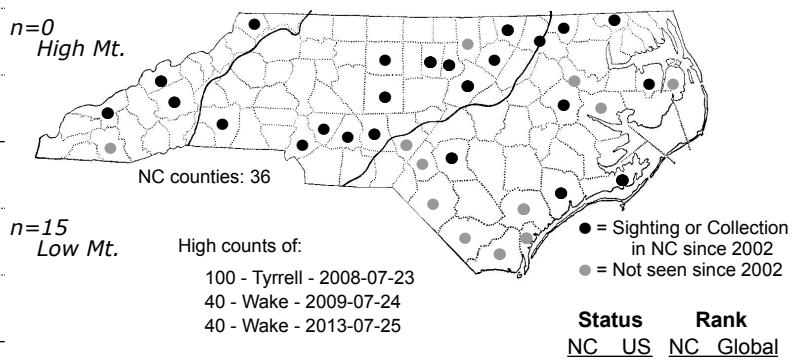 n=0
High Mt.
NC counties: 36
n=15
Low Mt.
High counts of:
100 - Tyrrell - 2008-07-23
40 - Wake - 2009-07-24
40 - Wake - 2013-07-25
● = Sighting or Collection
in NC since 2002
● = Not seen since 2002
Status Rank
NC US NC Global